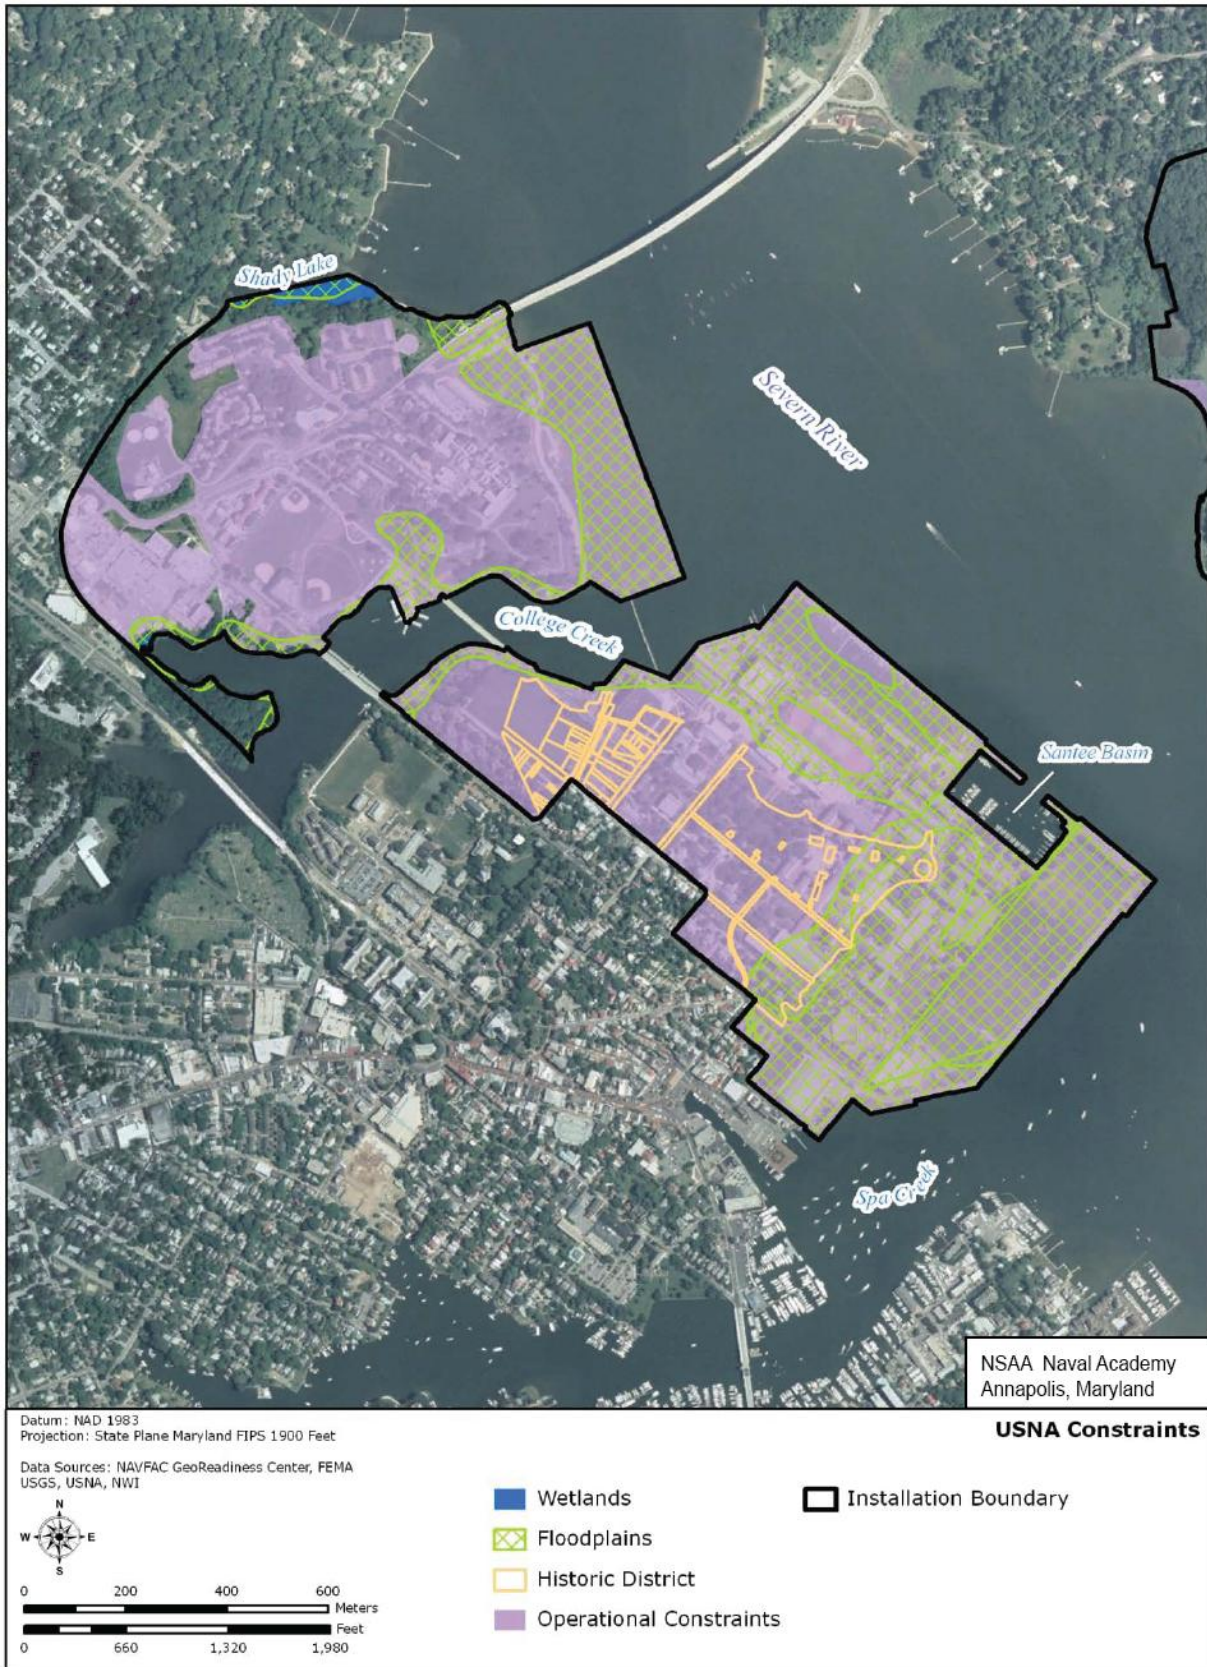 Shady Lake
Severn River
College Creek
Santee Basin
Spa Creek
NSAA Naval Academy
Annapolis, Maryland
Datum: NAD 1983
Projection: State Plane Maryland FIPS 1900 Feet
Data Sources: NAVFAC GeoReadiness Center, FEMA
USGS, USNA, NWI
N
W E
S
0 200 400 600
Meters
Feet
0 660 1,320 1,980
USNA Constraints
Wetlands
Floodplains
Historic District
Operational Constraints
Installation Boundary